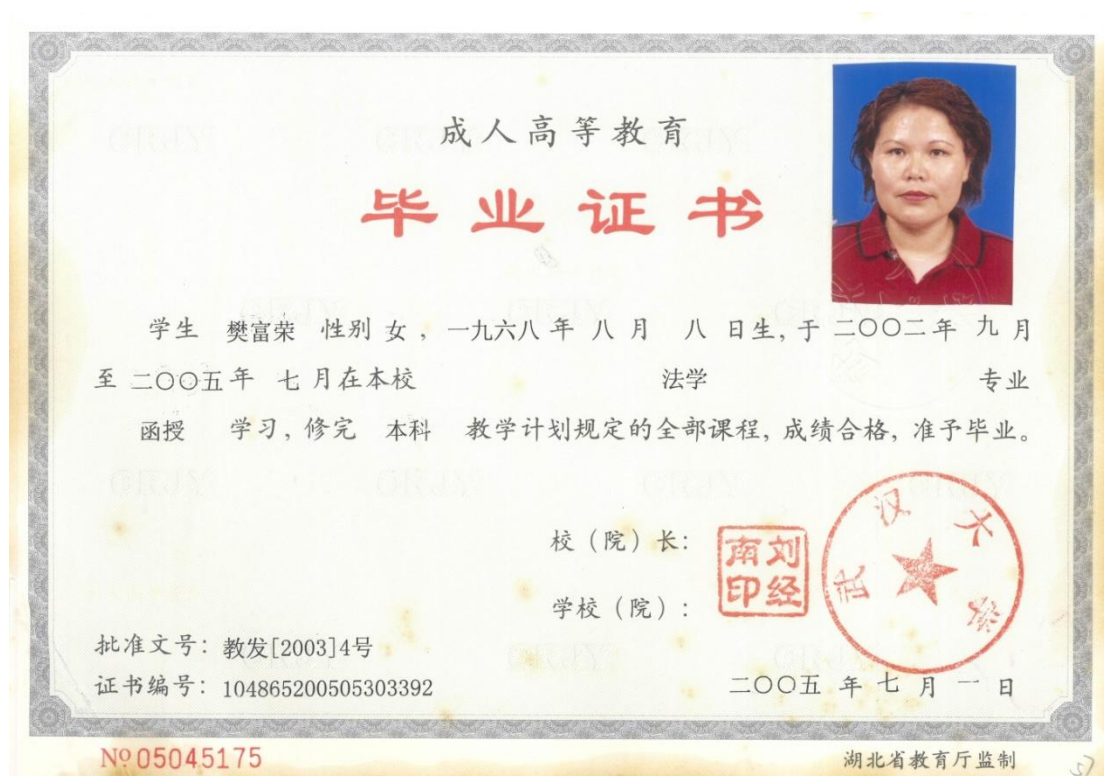 成人高等教育
毕业证书
学生 樊富荣 性别 女，一九六八年 八 月 八 日生，于 二〇〇二年 九 月
至 二〇〇五年 七 月在本校 法学 专业
函授 学习，修完 本科 教学计划规定的全部课程，成绩合格，准予毕业。
校（院）长：
刘经南印
学校（院）：
武汉大学
批准文号：教发[2003]4号
证书编号：104865200505303392
二〇〇五 年 七 月 一 日
№ 05045175
湖北省教育厅监制